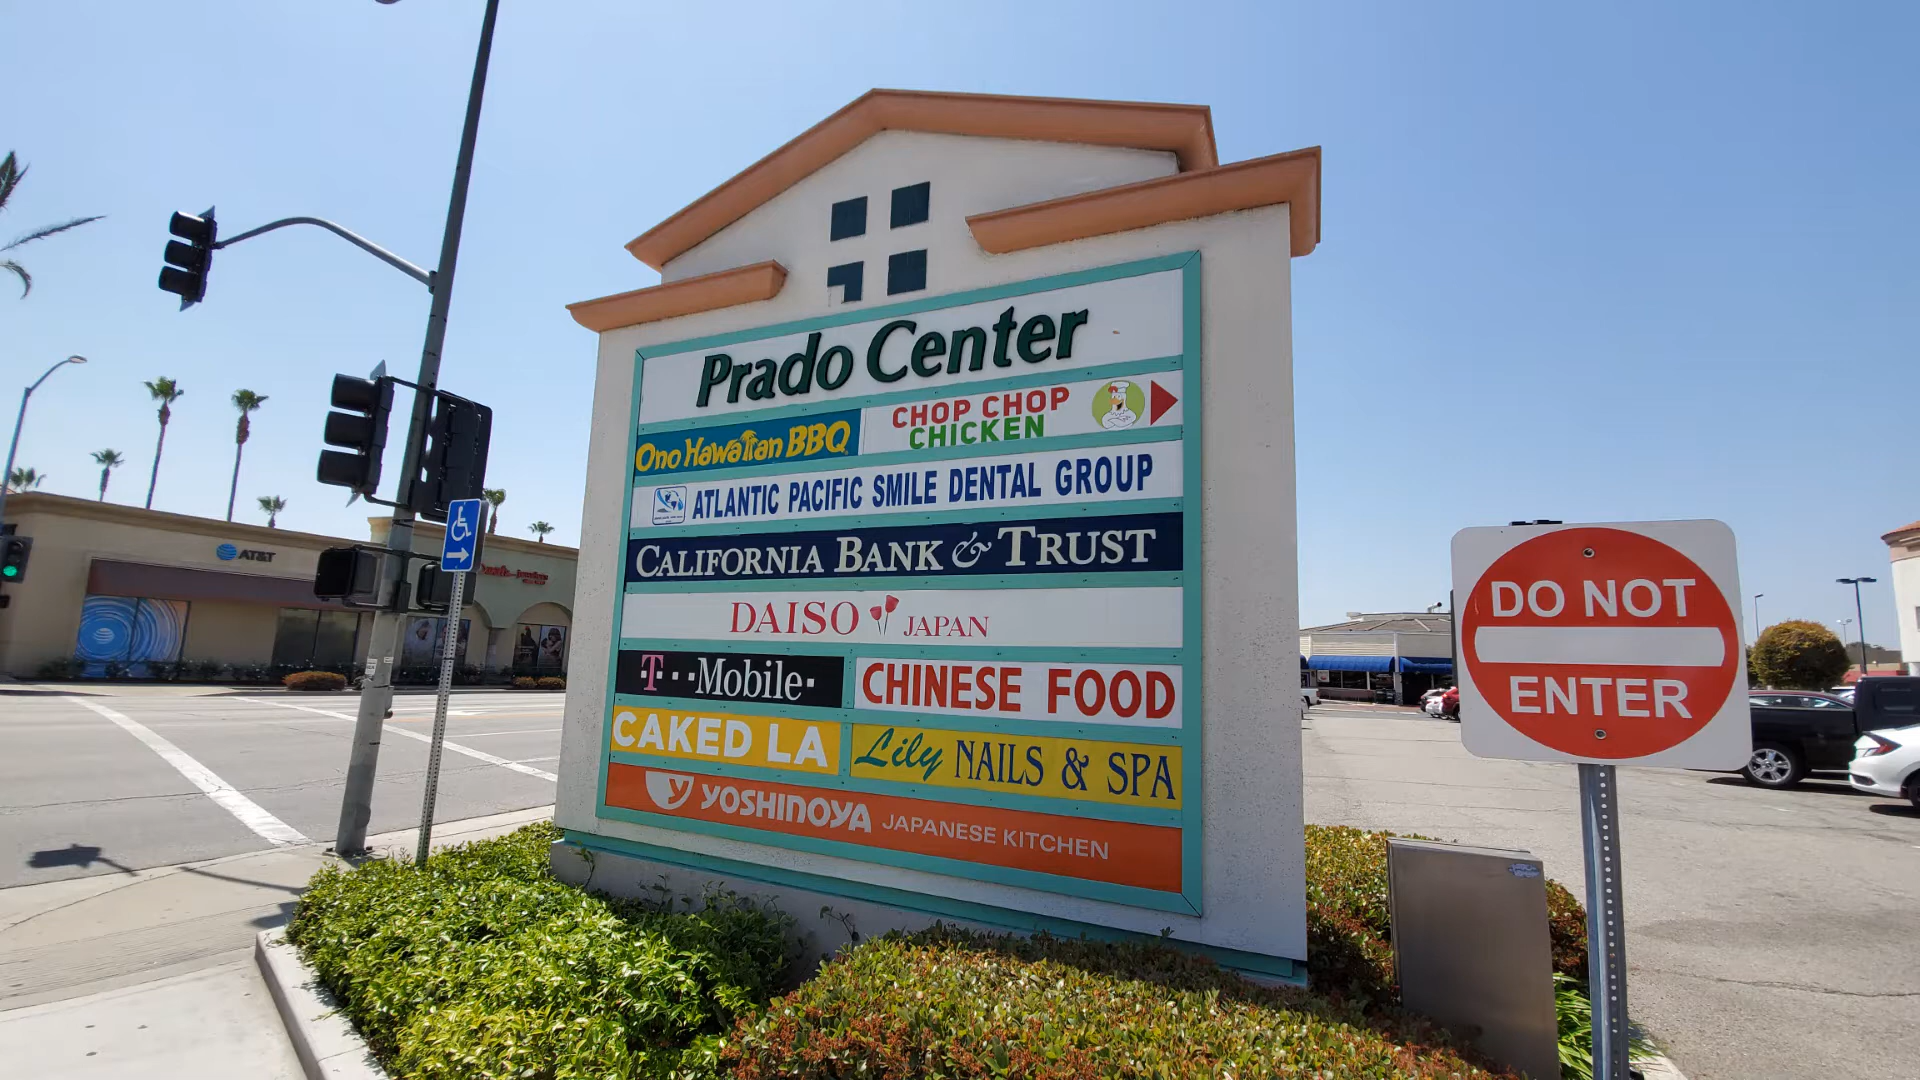 Prado Center
Ono Hawaiian BBQ
CHOP CHOP
CHICKEN
ATLANTIC PACIFIC SMILE DENTAL GROUP
CALIFORNIA BANK & TRUST
DAISO JAPAN
T··Mobile·
CHINESE FOOD
CAKED LA
Lily NAILS & SPA
YOSHINOYA JAPANESE KITCHEN
AT&T
DO NOT
ENTER